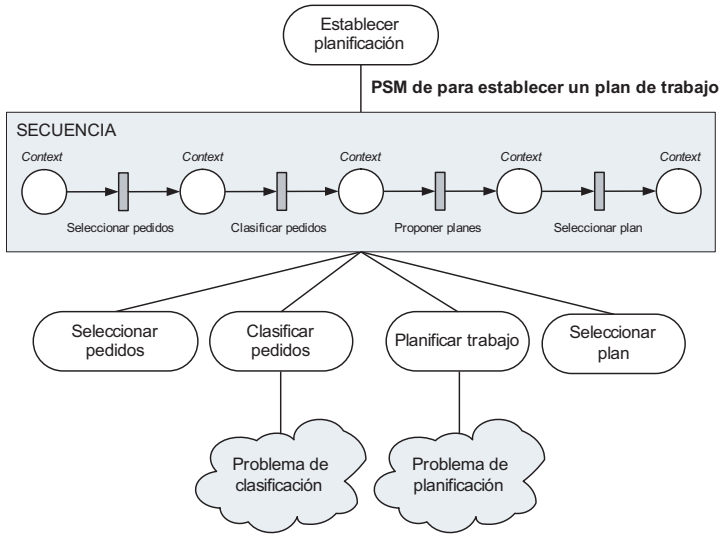 Establecer
planificación
PSM de para establecer un plan de trabajo
SECUENCIA
Context Context Context Context Context
Seleccionar pedidos Clasificar pedidos Proponer planes Seleccionar plan
Seleccionar
pedidos
Clasificar
pedidos
Planificar trabajo
Seleccionar
plan
Problema de
clasificación
Problema de
planificación